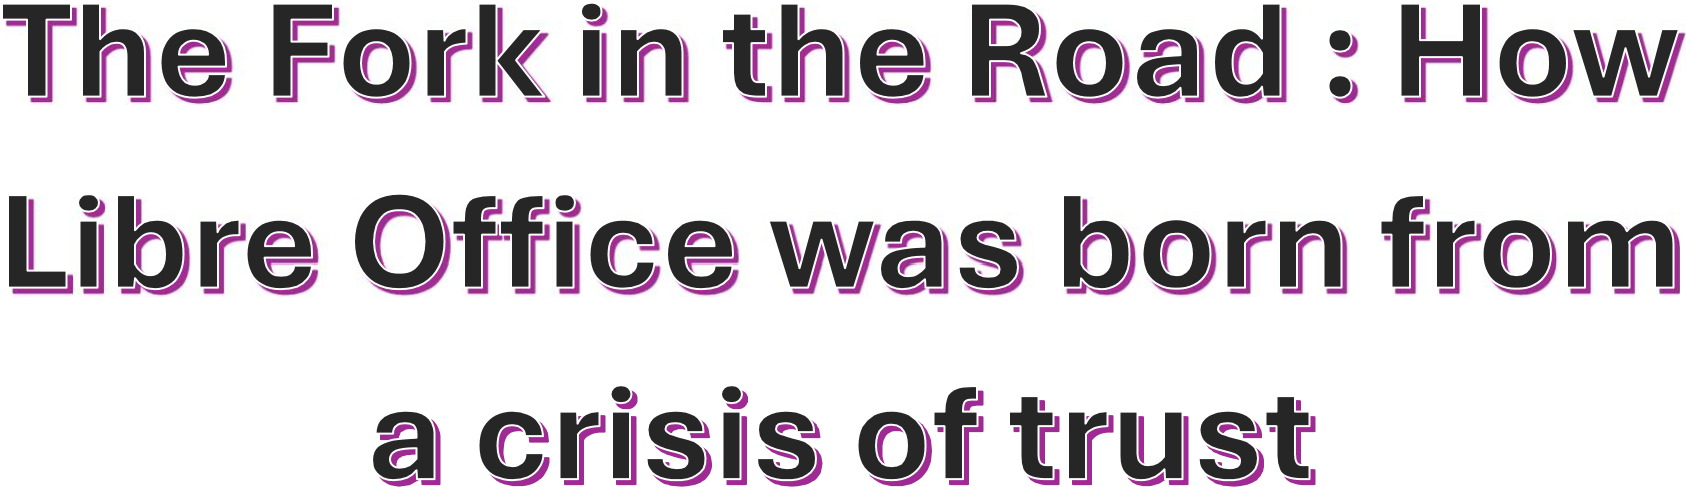 The Fork in the Road : How
Libre Office was born from
a crisis of trust